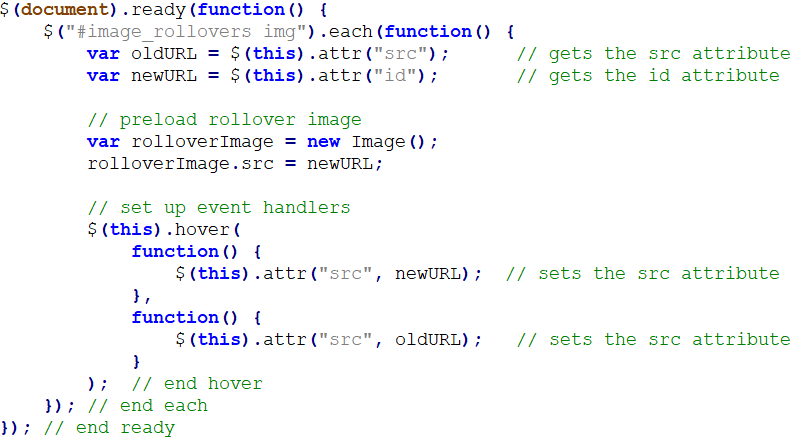 $(document).ready(function() {
    $("#image_rollovers img").each(function() {
        var oldURL = $(this).attr("src");      // gets the src attribute
        var newURL = $(this).attr("id");       // gets the id attribute

        // preload rollover image
        var rolloverImage = new Image();
        rolloverImage.src = newURL;

        // set up event handlers
        $(this).hover(
            function() {
                $(this).attr("src", newURL);  // sets the src attribute
            },
            function() {
                $(this).attr("src", oldURL);   // sets the src attribute
            }
        );  // end hover
    }); // end each
}); // end ready